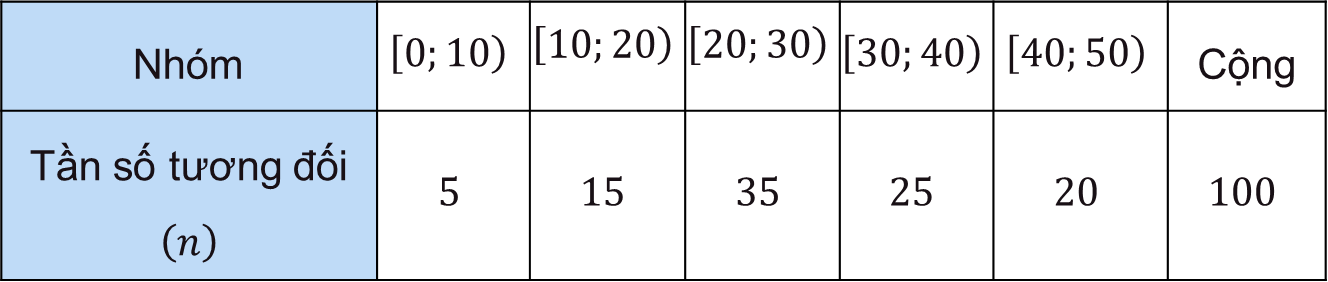 Nhóm [0; 10) [10; 20) [20; 30) [30; 40) [40; 50) Cộng
Tần số tương đối
(n) 5 15 35 25 20 100